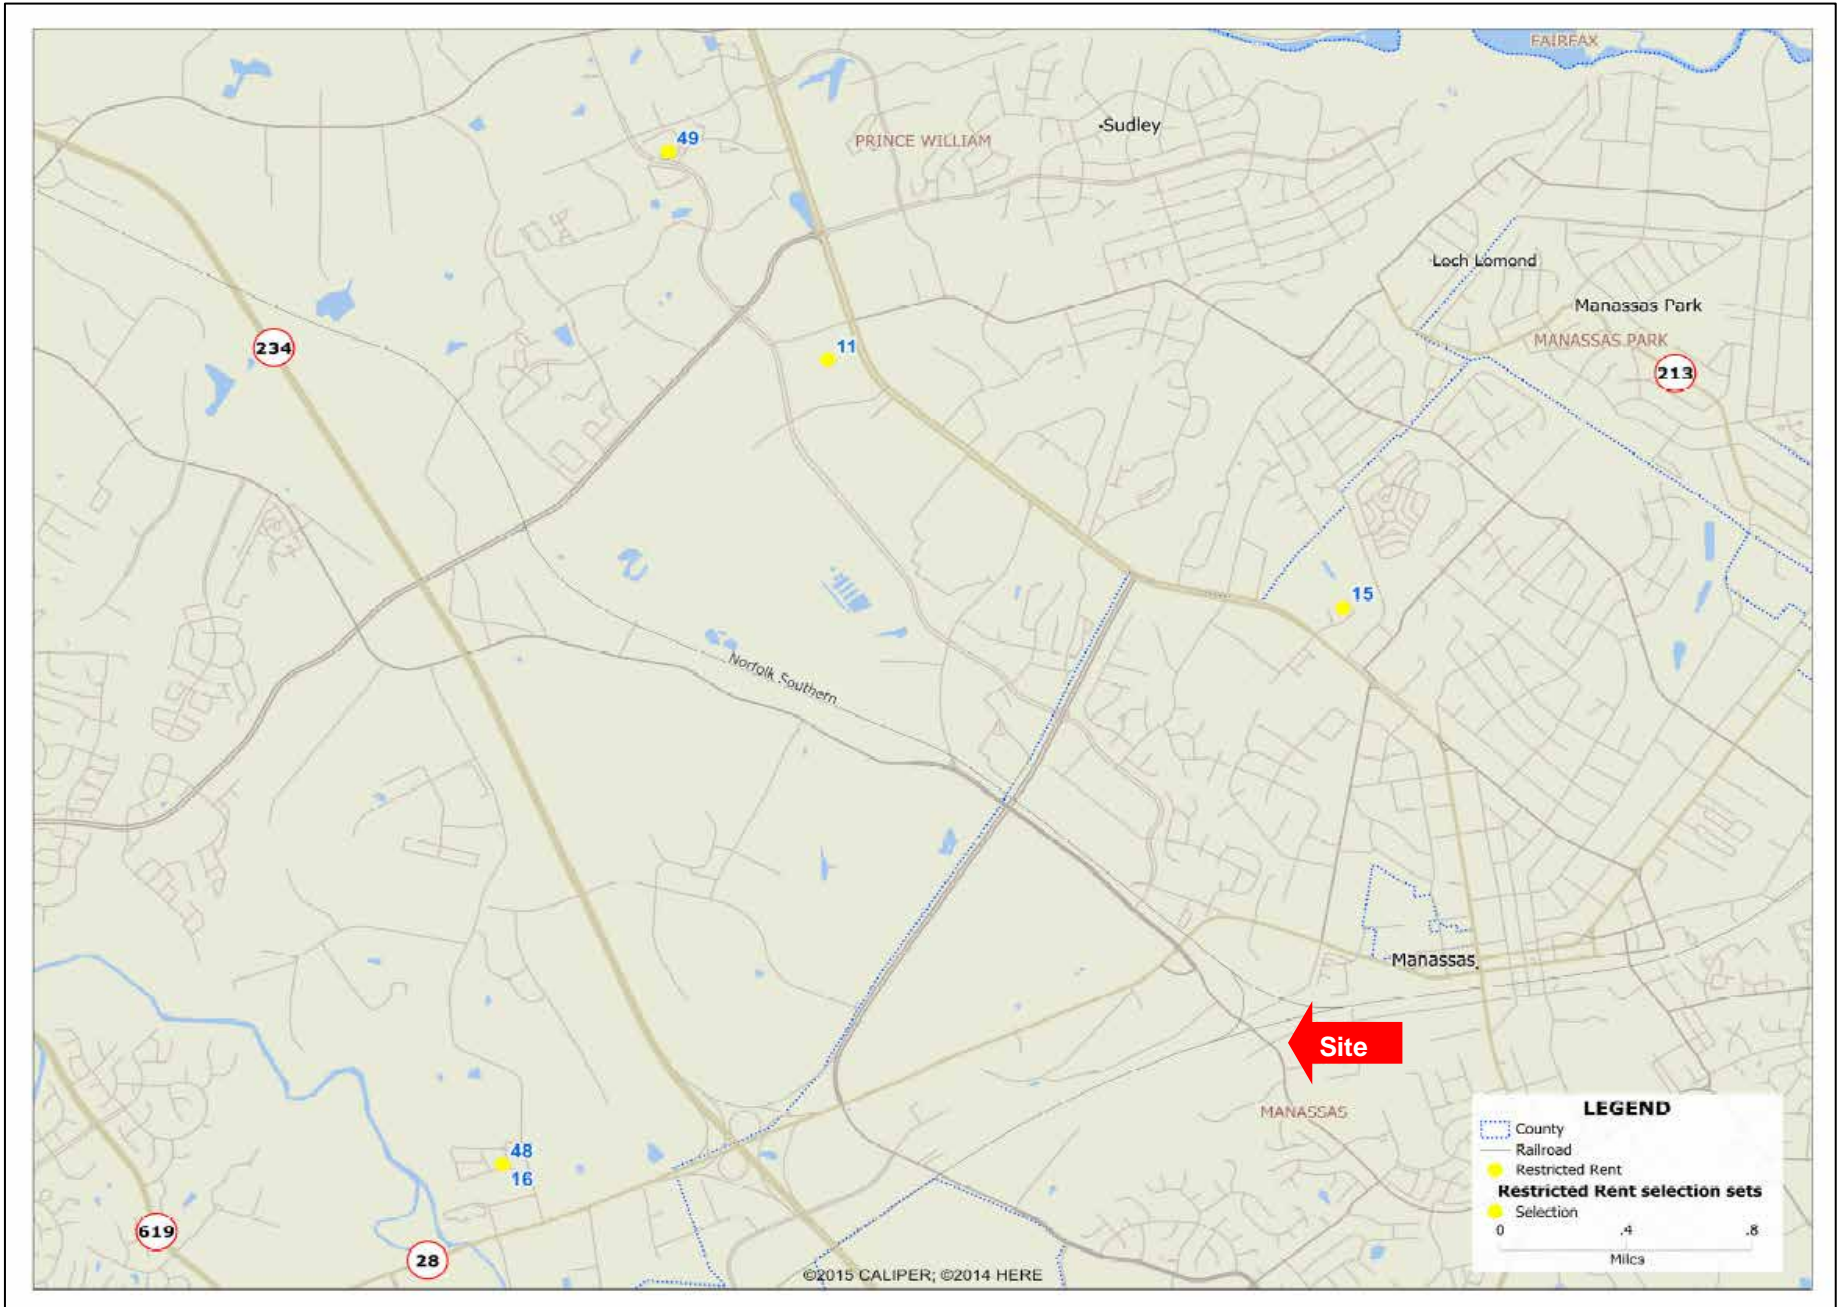 FAIRFAX
Sudley
49
PRINCE WILLIAM
Loch Lomond
Manassas Park
MANASSAS PARK
234
11
213
15
Norfolk Southern
Manassas
Site
MANASSAS
48
16
619
28
LEGEND
County
Railroad
Restricted Rent
Restricted Rent selection sets
Selection
0 .4 .8
Miles
©2015 CALIPER; ©2014 HERE